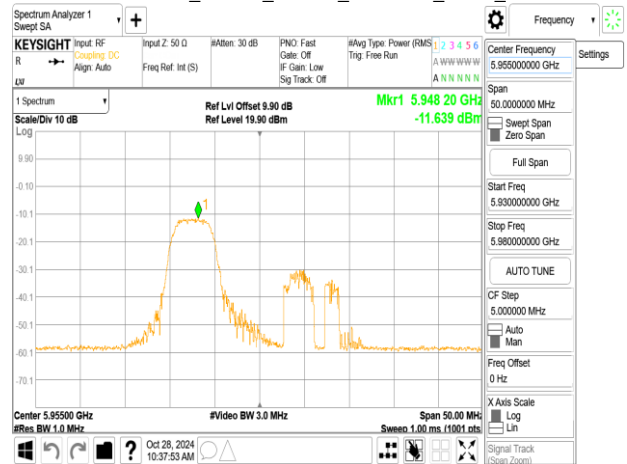 Spectrum Analyzer 1
Swept SA
Frequency
KEYSIGHT
Input: RF
Coupling: DC
Align: Auto
Input Z: 50 Ω
Freq Ref: Int (S)
#Atten: 30 dB
PNO: Fast
Gate: Off
IF Gain: Low
Sig Track: Off
#Avg Type: Power (RMS
Trig: Free Run
1 2 3 4 5 6
A W W W W W
A N N N N N
R
LXI
Center Frequency
5.955000000 GHz
Settings
Span
50.0000000 MHz
Swept Span
Zero Span
Full Span
Start Freq
5.930000000 GHz
Stop Freq
5.980000000 GHz
AUTO TUNE
CF Step
5.000000 MHz
Auto
Man
Freq Offset
0 Hz
X Axis Scale
Log
Lin
Signal Track
(Span Zoom)
1 Spectrum
Scale/Div 10 dB
Log
Ref Lvl Offset 9.90 dB
Ref Level 19.90 dBm
Mkr1 5.948 20 GHz
-11.639 dBm
9.90
-0.10
-10.1
-20.1
-30.1
-40.1
-50.1
-60.1
-70.1
1
Center 5.95500 GHz
#Res BW 1.0 MHz
#Video BW 3.0 MHz
Span 50.00 MHz
Sweep 1.00 ms (1001 pts
?
Oct 28, 2024
10:37:53 AM